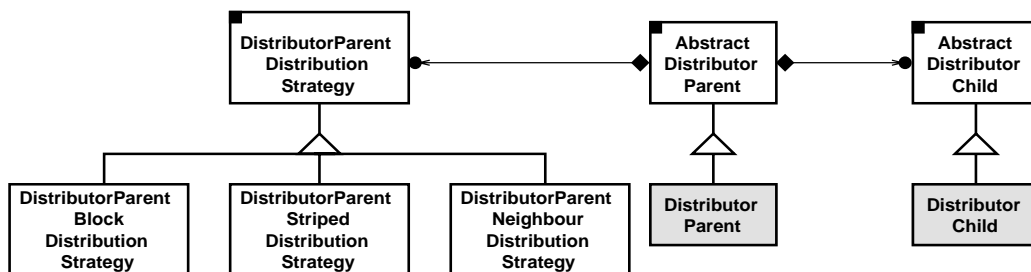 DistributorParent
Distribution
Strategy
Abstract
Distributor
Parent
Abstract
Distributor
Child
DistributorParent
Block
Distribution
Strategy
DistributorParent
Striped
Distribution
Strategy
DistributorParent
Neighbour
Distribution
Strategy
Distributor
Parent
Distributor
Child